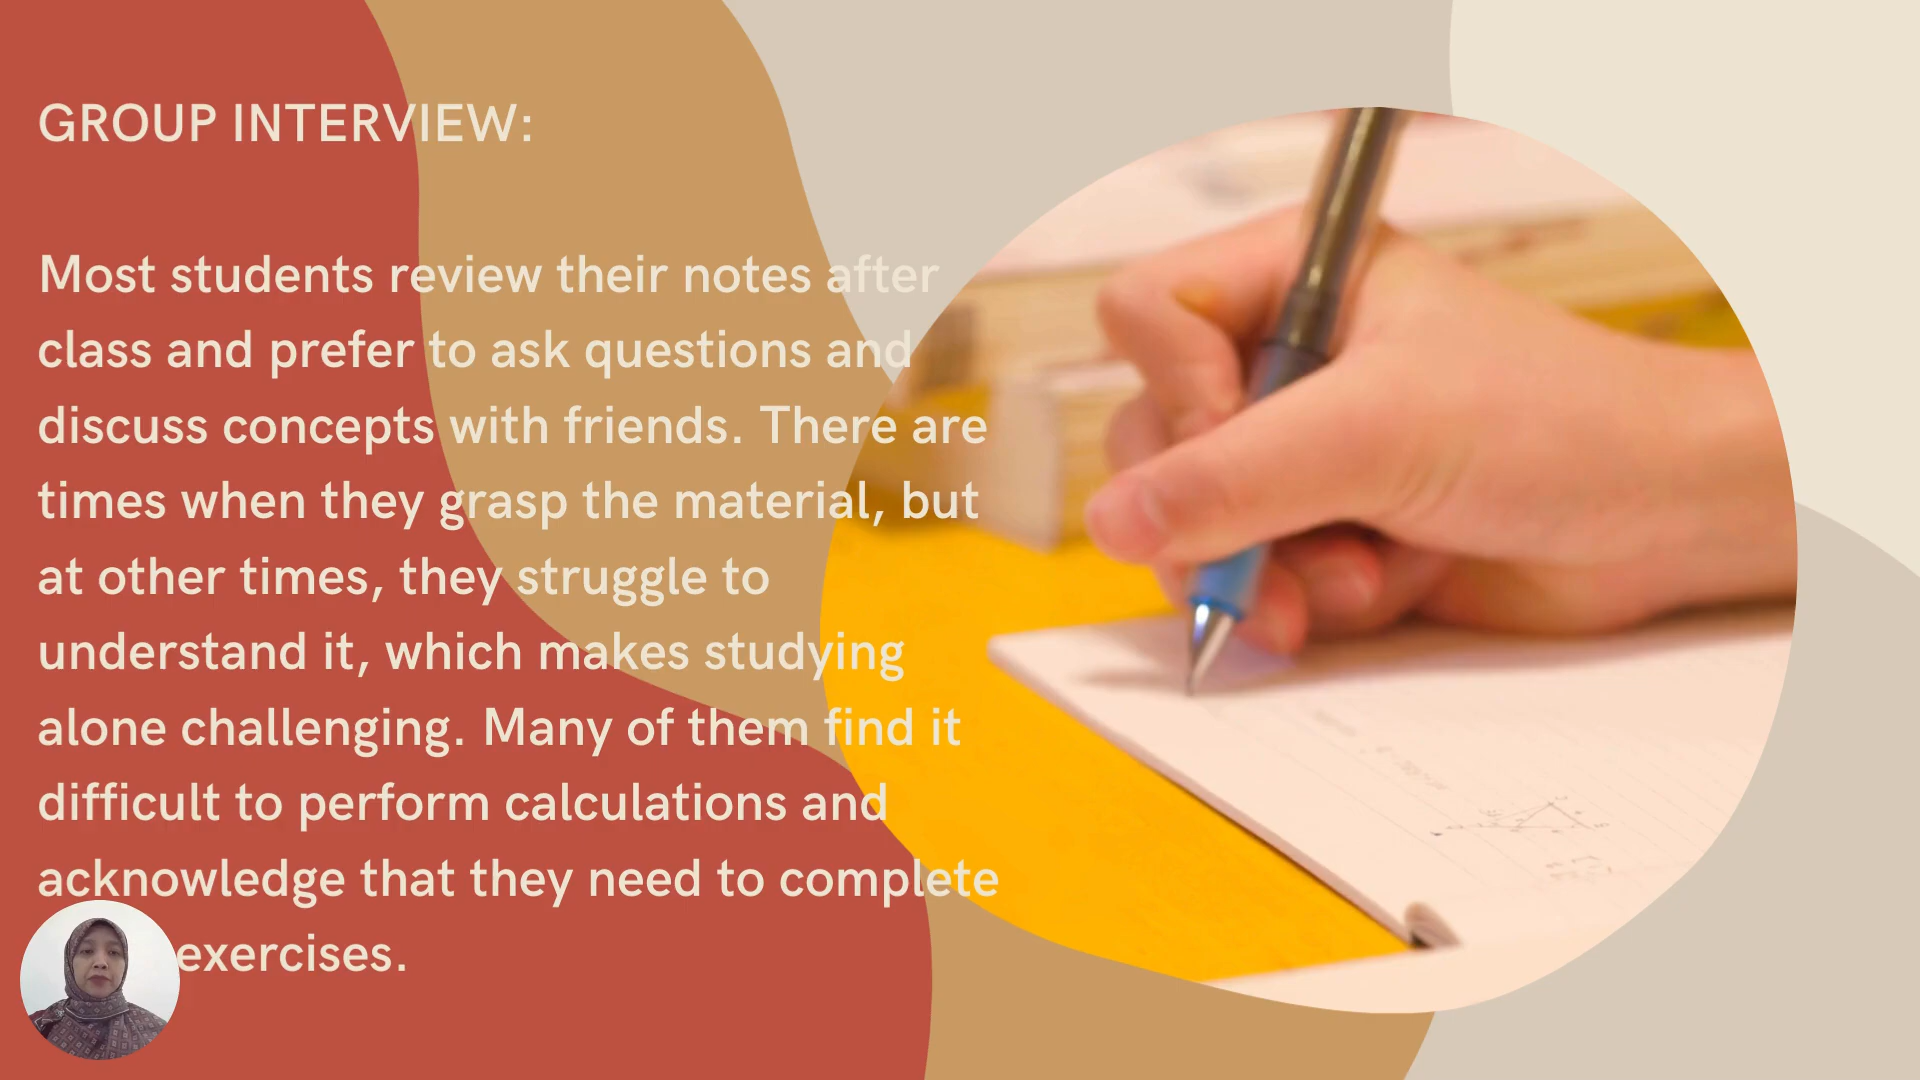 GROUP INTERVIEW:
Most students review their notes after
class and prefer to ask questions and
discuss concepts with friends. There are
times when they grasp the material, but
at other times, they struggle to
understand it, which makes studying
alone challenging. Many of them find it
difficult to perform calculations and
acknowledge that they need to complete
exercises.